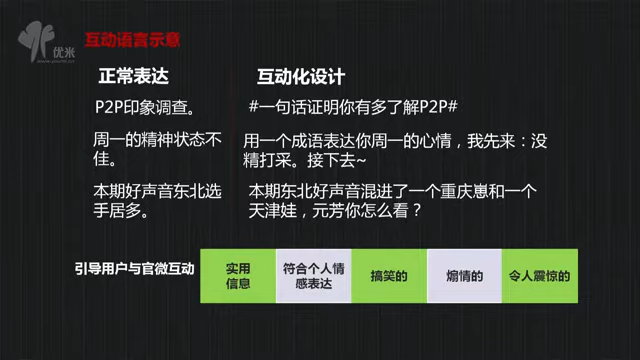 优米
互动语言示意
正常表达
互动化设计
P2P印象调查。
#一句话证明你有多了解P2P#
周一的精神状态不
佳。
用一个成语表达你周一的心情，我先来：没
精打采。接下去~
本期好声音东北选
手居多。
本期东北好声音混进了一个重庆崽和一个
天津娃，元芳你怎么看？
引导用户与官微互动
实用
信息
符合个人情
感表达
搞笑的
煽情的
令人震惊的